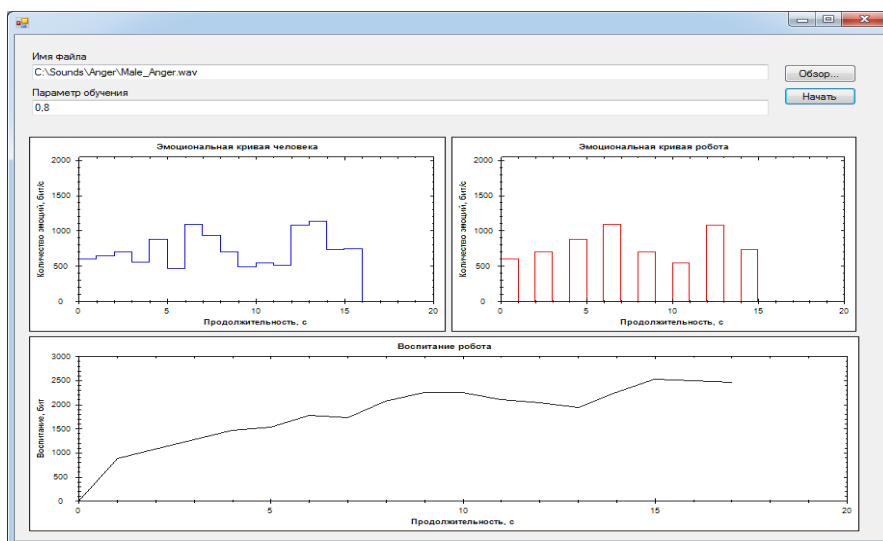 Имя файла
C:\Sounds\Anger\Male_Anger.wav
Обзор...
Параметр обучения
0,8
Начать
Эмоциональная кривая человека
Количество эмоций, бит/с
2000
1500
1000
500
0
0 5 10 15 20
Продолжительность, с
Эмоциональная кривая робота
Количество эмоций, бит/с
2000
1500
1000
500
0
0 5 10 15 20
Продолжительность, с
Воспитание робота
Воспитание, бит
3000
2500
2000
1500
1000
500
0
0 5 10 15 20
Продолжительность, с